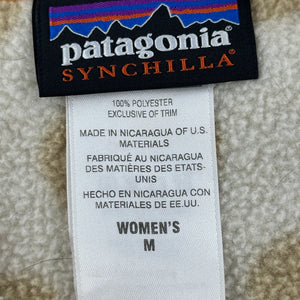 patagonia®
SYNCHILLA®
100% POLYESTER
EXCLUSIVE OF TRIM
MADE IN NICARAGUA OF U.S.
MATERIALS
FABRIQUÉ AU NICARAGUA
DES MATIÈRES DES ETATS-
UNIS
HECHO EN NICARAGUA CON
MATERIALES DE EE.UU.
WOMEN'S
M